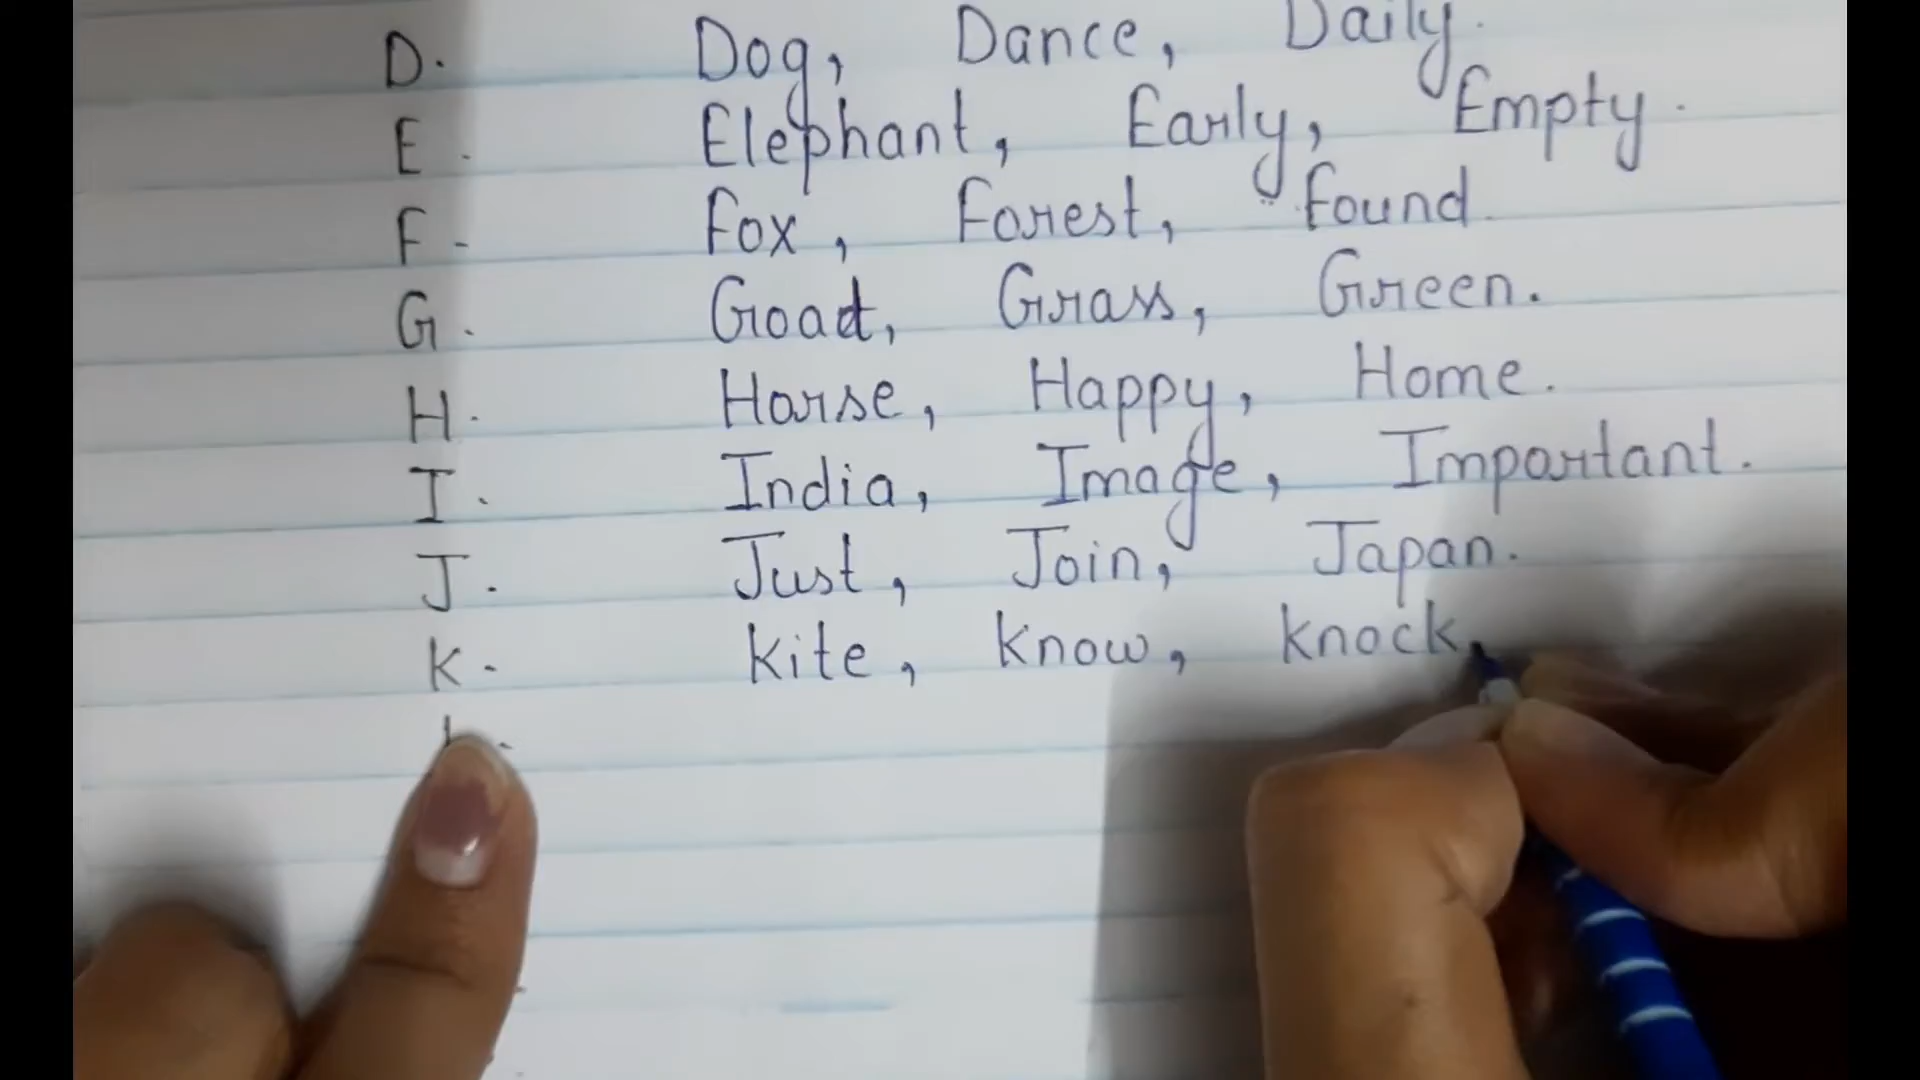 D. Dog, Dance, Daily.
E. Elephant, Early, Empty.
F- Fox, Forest, Found.
G. Goat, Grass, Green.
H. Horse, Happy, Home.
I. India, Image, Important.
J. Just, Join, Japan.
K- Kite, Know, Knock.